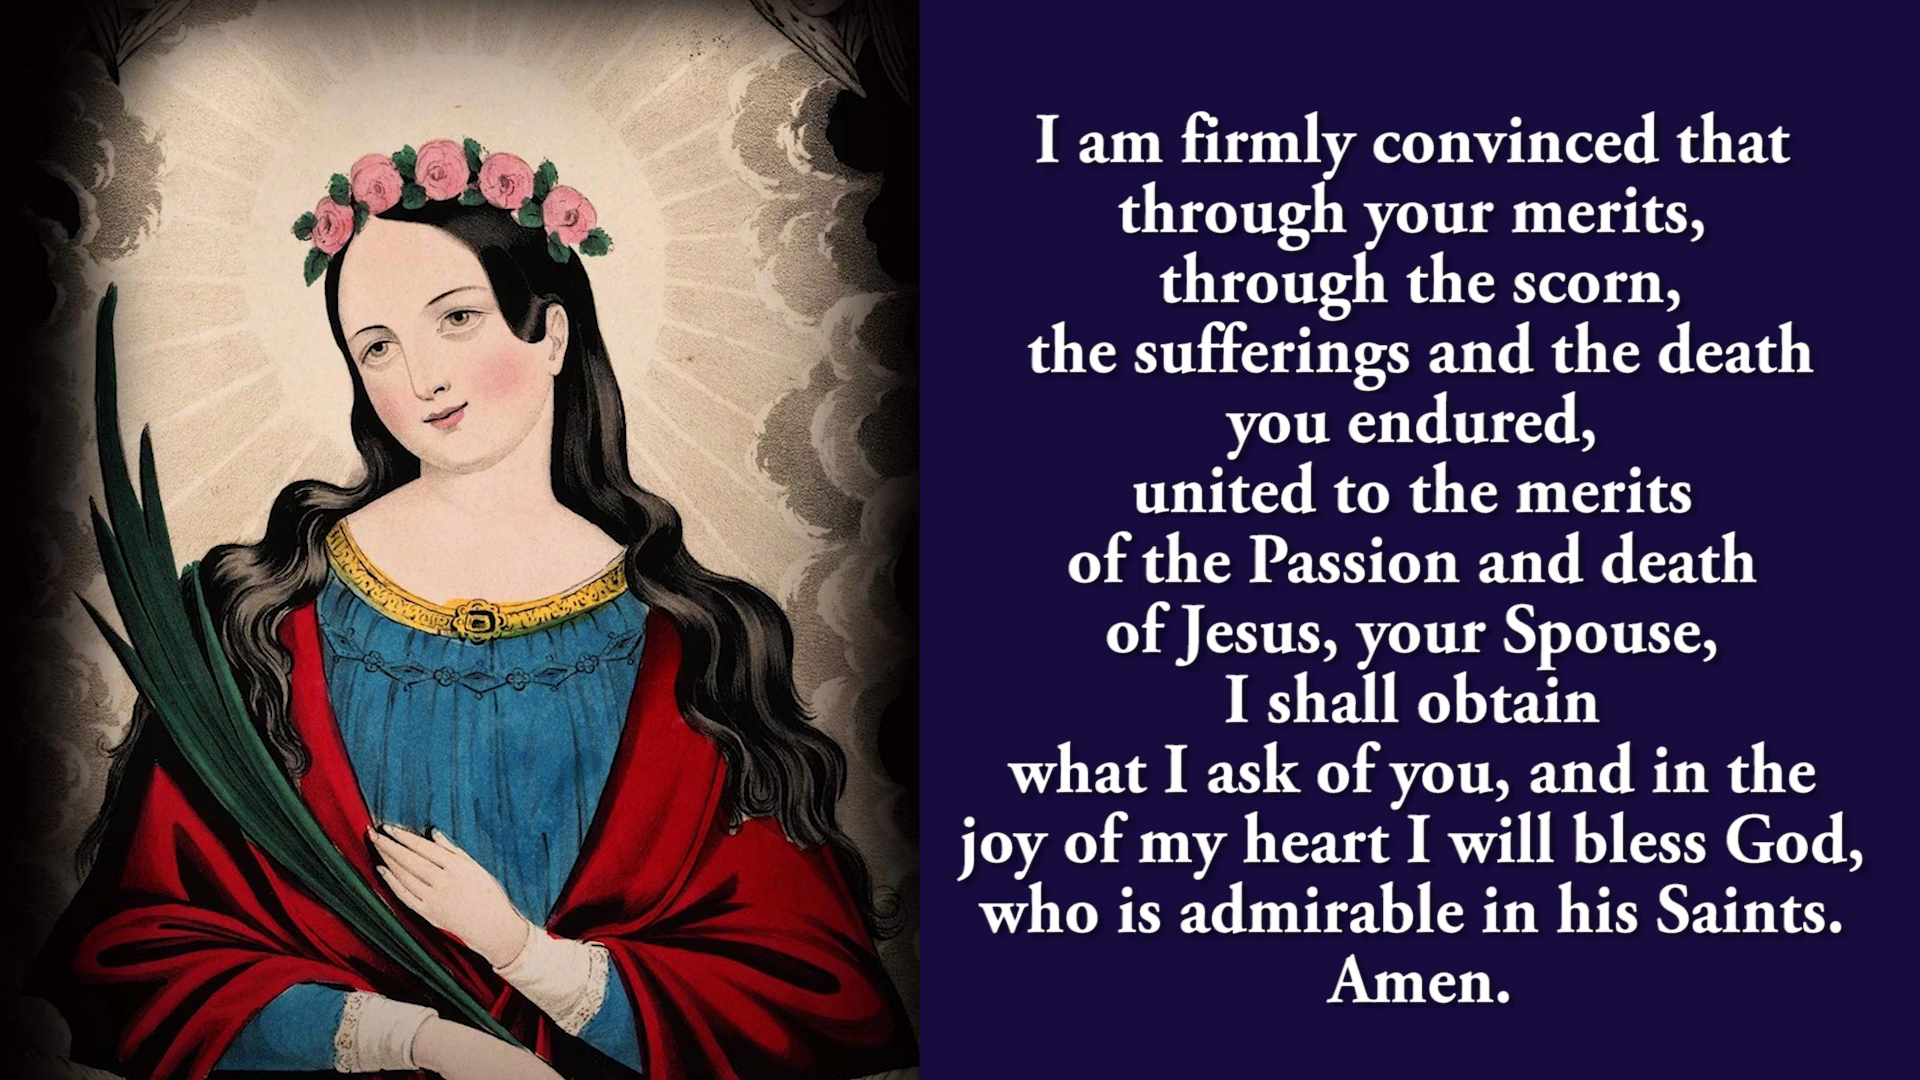 I am firmly convinced that
through your merits,
through the scorn,
the sufferings and the death
you endured,
united to the merits
of the Passion and death
of Jesus, your Spouse,
I shall obtain
what I ask of you, and in the
joy of my heart I will bless God,
who is admirable in his Saints.
Amen.